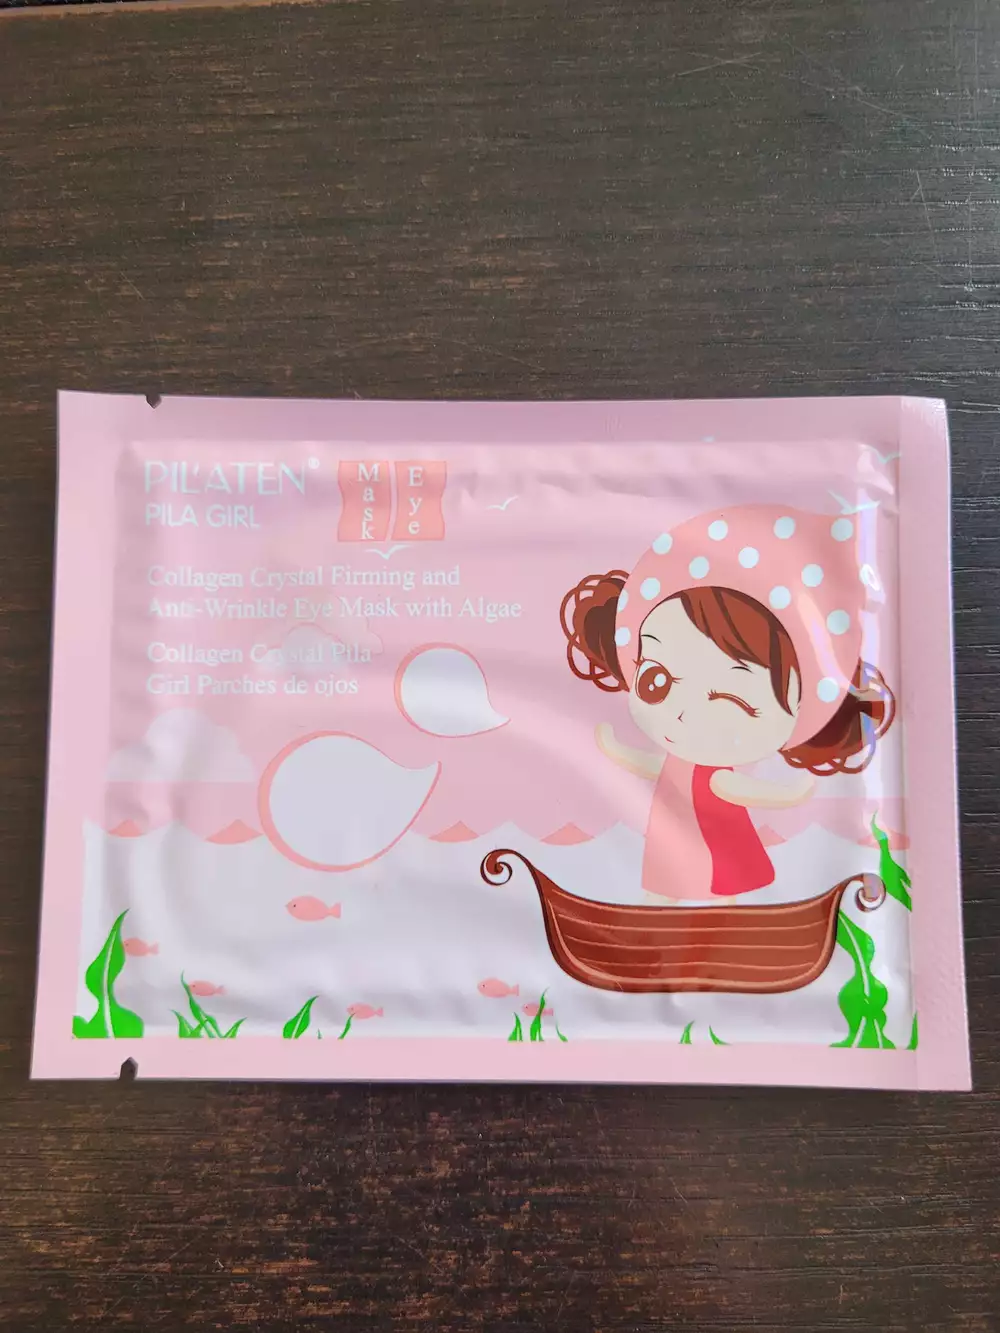 PIL'ATEN®
PILA GIRL
Mask Eye
Collagen Crystal Firming and
Anti-Wrinkle Eye Mask with Algae
Collagen Crystal Pila
Girl Parches de ojos